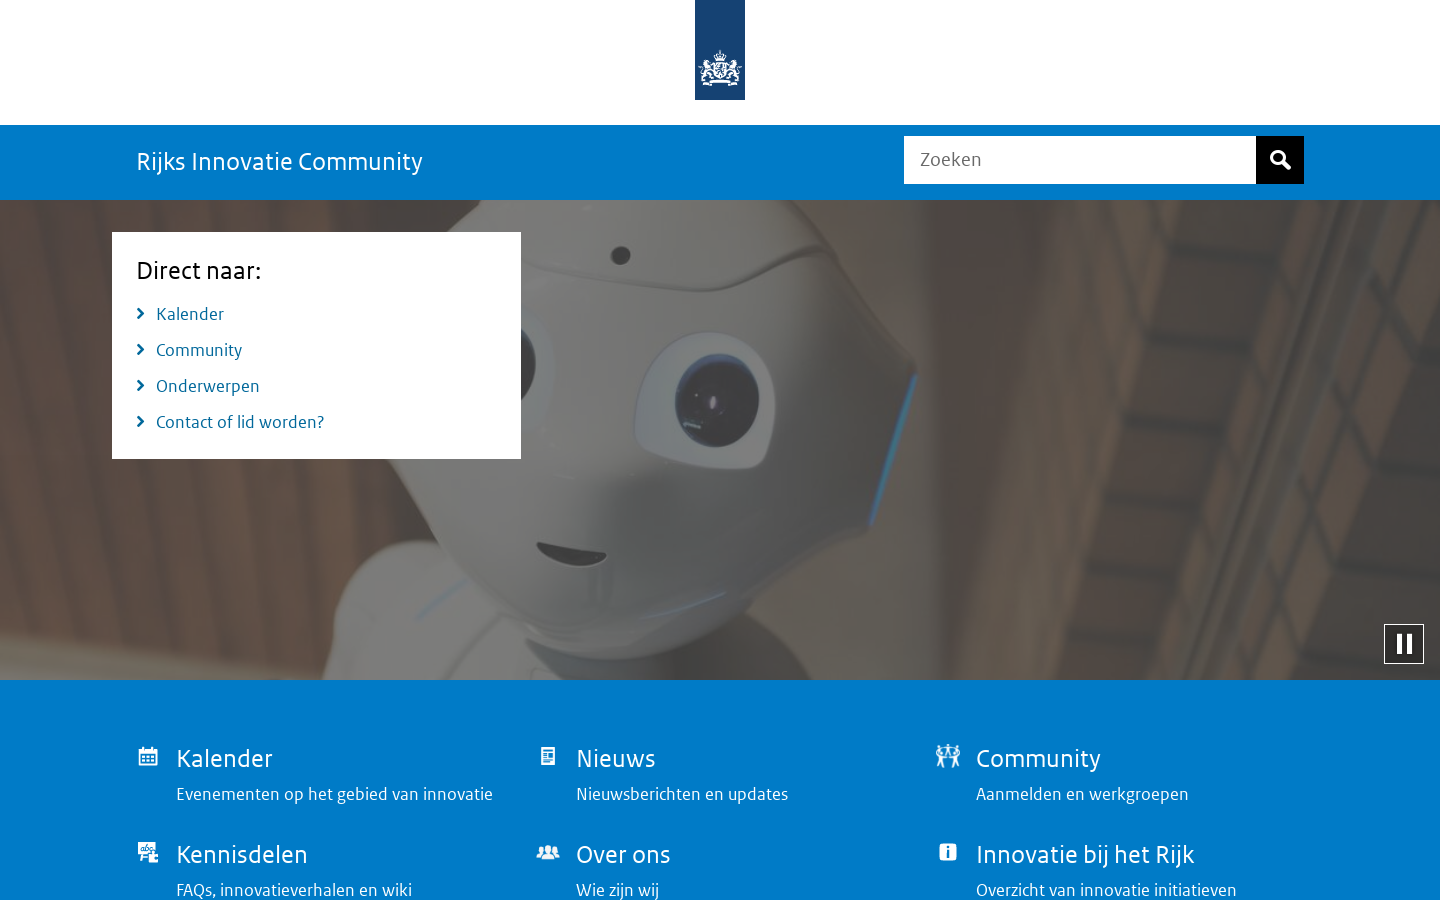 Rijks Innovatie Community
Zoeken
Direct naar:
Kalender
Community
Onderwerpen
Contact of lid worden?
Kalender
Evenementen op het gebied van innovatie
Nieuws
Nieuwsberichten en updates
Community
Aanmelden en werkgroepen
Kennisdelen
FAQs, innovatieverhalen en wiki
Over ons
Wie zijn wij
Innovatie bij het Rijk
Overzicht van innovatie initiatieven